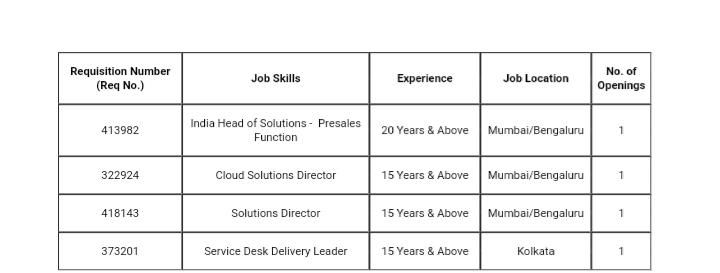 Requisition Number (Req No.) Job Skills Experience Job Location No. of Openings
413982 India Head of Solutions - Presales Function 20 Years & Above Mumbai/Bengaluru 1
322924 Cloud Solutions Director 15 Years & Above Mumbai/Bengaluru 1
418143 Solutions Director 15 Years & Above Mumbai/Bengaluru 1
373201 Service Desk Delivery Leader 15 Years & Above Kolkata 1